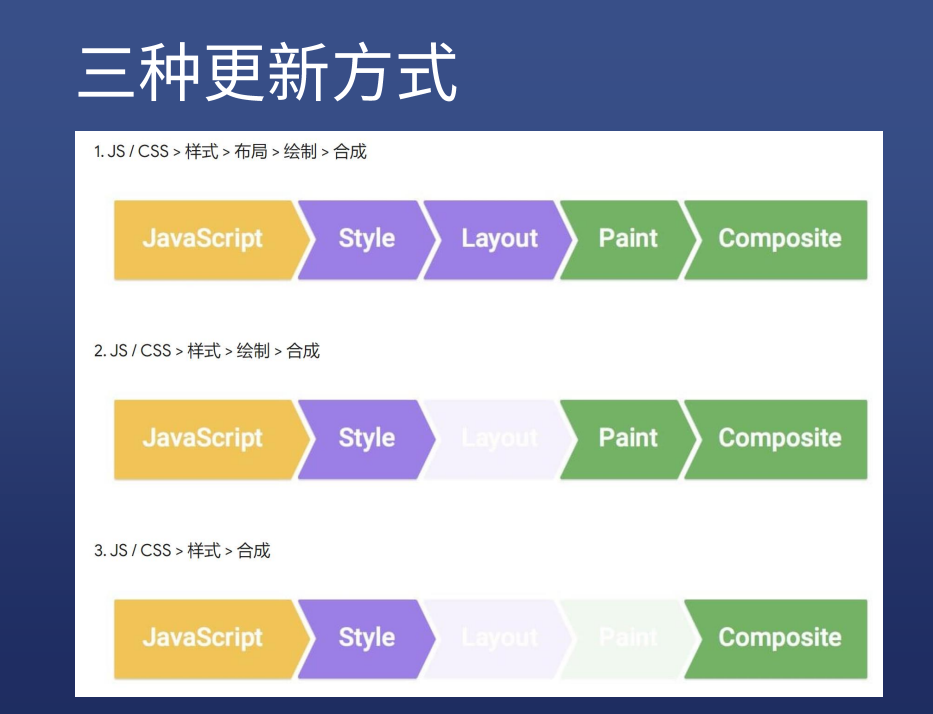 三种更新方式
1. JS / CSS > 样式 > 布局 > 绘制 > 合成
JavaScript Style Layout Paint Composite
2. JS / CSS > 样式 > 绘制 > 合成
JavaScript Style Layout Paint Composite
3. JS / CSS > 样式 > 合成
JavaScript Style Layout Paint Composite